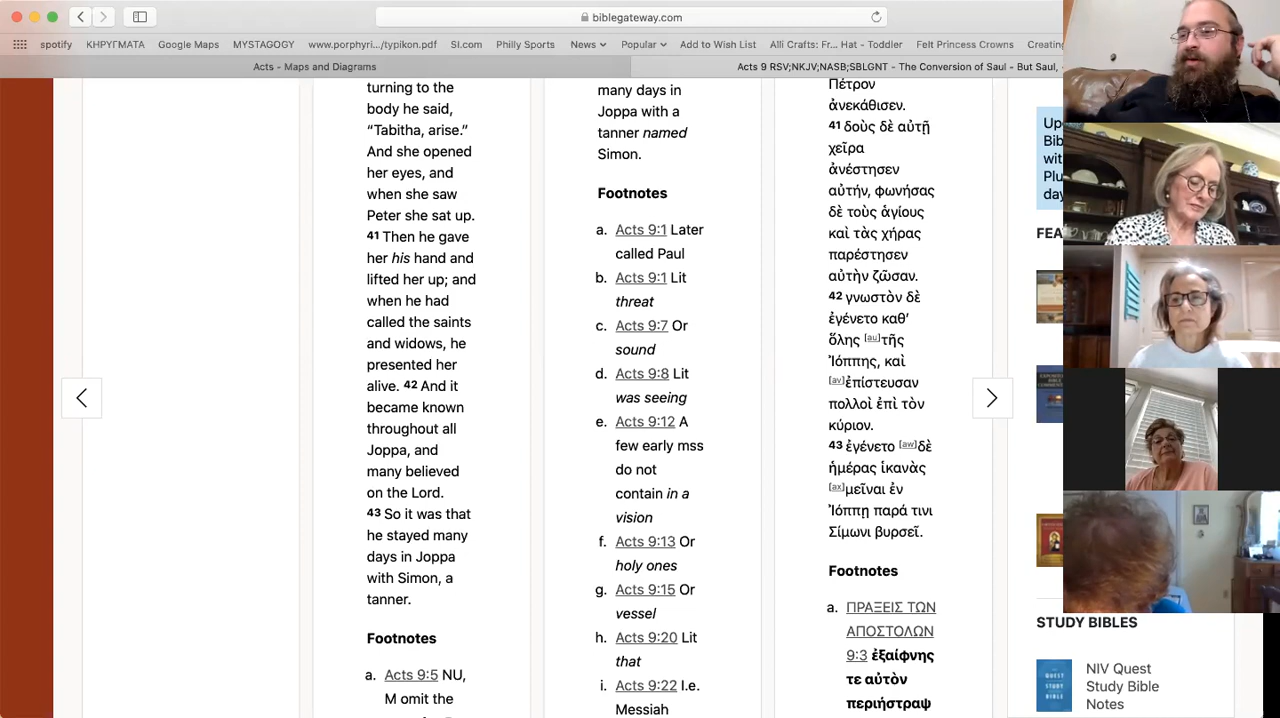 biblegateway.com
spotify
ΚΗΡΥΓΜΑΤΑ
Google Maps
MYSTAGOGY
www.porphyri.../typikon.pdf
SI.com
Philly Sports
News
Popular
Add to Wish List
Alli Crafts: Fr... Hat - Toddler
Felt Princess Crowns
Creating
Acts - Maps and Diagrams
Acts 9 RSV;NKJV;NASB;SBLGNT - The Conversion of Saul - But Saul,
turning to the
body he said,
“Tabitha, arise.”
And she opened
her eyes, and
when she saw
Peter she sat up.
41 Then he gave
her his hand and
lifted her up; and
when he had
called the saints
and widows, he
presented her
alive. 42 And it
became known
throughout all
Joppa, and
many believed
on the Lord.
43 So it was that
he stayed many
days in Joppa
with Simon, a
tanner.
Footnotes
a. Acts 9:5 NU,
M omit the
many days in
Joppa with a
tanner named
Simon.
Footnotes
a. Acts 9:1 Later
called Paul
b. Acts 9:1 Lit
threat
c. Acts 9:7 Or
sound
d. Acts 9:8 Lit
was seeing
e. Acts 9:12 A
few early mss
do not
contain in a
vision
f. Acts 9:13 Or
holy ones
g. Acts 9:15 Or
vessel
h. Acts 9:20 Lit
that
i. Acts 9:22 I.e.
Messiah
Πέτρον
ἀνεκάθισεν.
41 δοὺς δὲ αὐτῇ
χεῖρα
ἀνέστησεν
αὐτήν, φωνήσας
δὲ τοὺς ἁγίους
καὶ τὰς χήρας
παρέστησεν
αὐτὴν ζῶσαν.
42 γνωστὸν δὲ
ἐγένετο καθ’
ὅλης [au]τῆς
Ἰόππης, καὶ
[av]ἐπίστευσαν
πολλοὶ ἐπὶ τὸν
κύριον.
43 ἐγένετο [aw]δὲ
ἡμέρας ἱκανὰς
[ax]μεῖναι ἐν
Ἰόππῃ παρά τινι
Σίμωνι βυρσεῖ.
Footnotes
a. ΠΡΑΞΕΙΣ ΤΩΝ
ΑΠΟΣΤΟΛΩΝ
9:3 ἐξαίφνης
τε αὐτὸν
περιήστραψ
Up
Bib
wit
Plu
day
FEA
STUDY BIBLES
NIV Quest
Study Bible
Notes
QUEST
STUDY
BIBLE